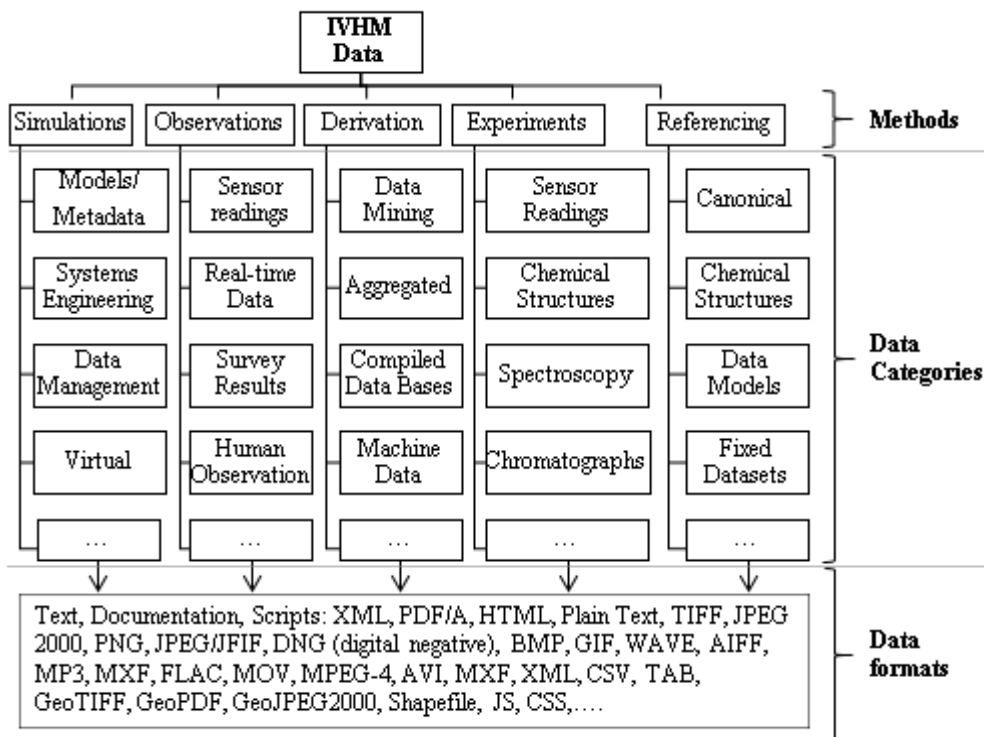 IVHM
Data
Simulations
Observations
Derivation
Experiments
Referencing
Methods
Models/
Metadata
Sensor
readings
Data
Mining
Sensor
Readings
Canonical
Systems
Engineering
Real-time
Data
Aggregated
Chemical
Structures
Chemical
Structures
Data
Management
Survey
Results
Compiled
Data Bases
Spectroscopy
Data
Models
Data
Categories
Virtual
Human
Observation
Machine
Data
Chromatographs
Fixed
Datasets
...
...
...
...
...
Text, Documentation, Scripts: XML, PDF/A, HTML, Plain Text, TIFF, JPEG
2000, PNG, JPEG/JFIF, DNG (digital negative), BMP, GIF, WAVE, AIFF,
MP3, MXF, FLAC, MOV, MPEG-4, AVI, MXF, XML, CSV, TAB,
GeoTIFF, GeoPDF, GeoJPEG2000, Shapefile, JS, CSS,....
Data
formats